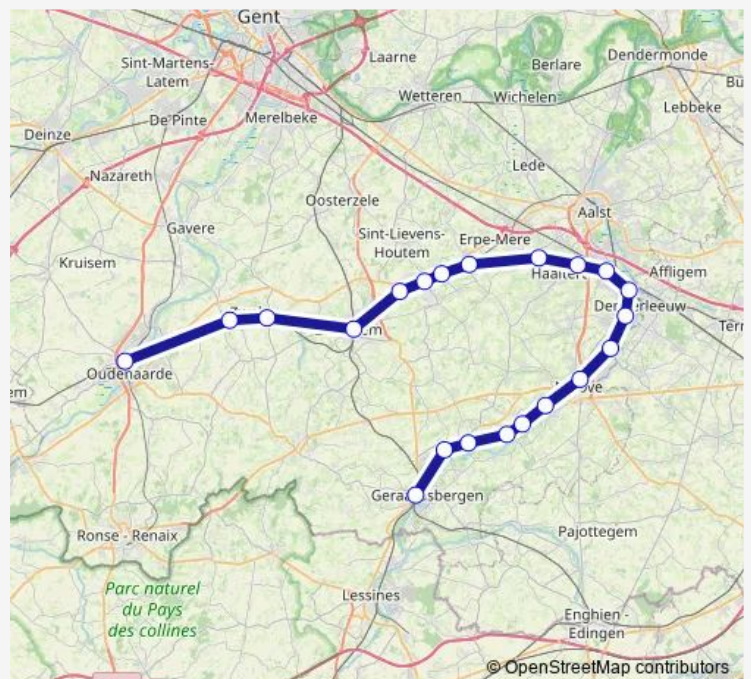 Gent
Sint-Martens-
Latem
Laarne
Berlare
Dendermonde
Wetteren
Wichelen
Lebbeke
De Pinte
Merelbeke
Deinze
Nazareth
Lede
Oosterzele
Aalst
Gavere
Sint-Lievens-
Houtem
Erpe-Mere
Kruisem
Affligem
Oudenaarde
Ronse - Renaix
Pajottegem
Parc naturel
du Pays
des collines
Lessines
Enghien -
Edingen
© OpenStreetMap contributors